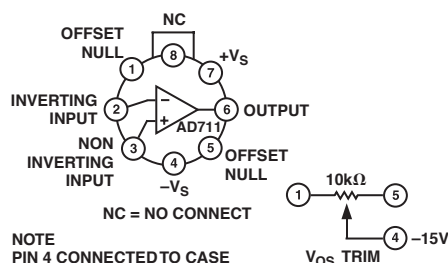 NC
OFFSET
NULL
8
+VS
1
7
INVERTING
INPUT
2
6
OUTPUT
AD711
NON
INVERTING
INPUT
3
5
OFFSET
NULL
4
–VS
NC = NO CONNECT
10kΩ
1
5
4
–15V
VOS TRIM
NOTE
PIN 4 CONNECTED TO CASE